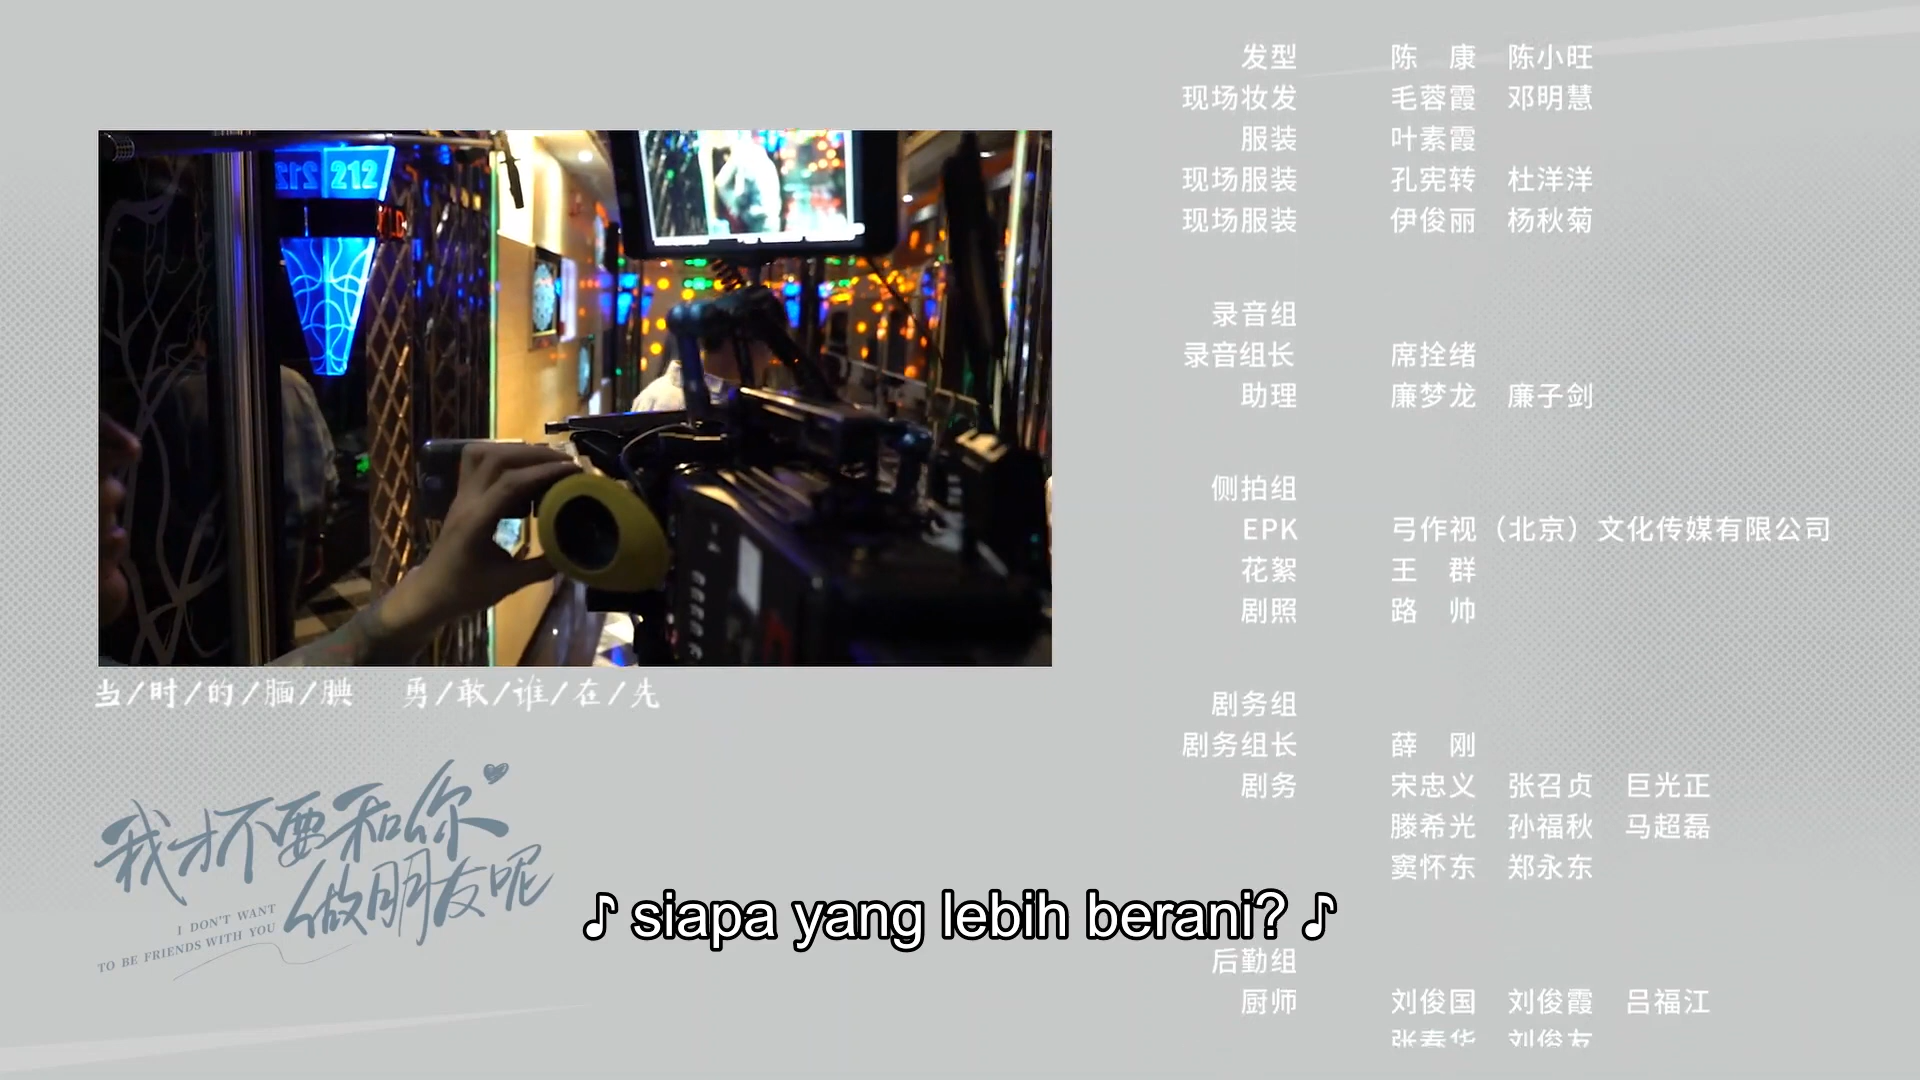 发型 陈 康 陈小旺
现场妆发 毛蓉霞 邓明慧
服装 叶素霞
现场服装 孔宪转 杜洋洋
现场服装 伊俊丽 杨秋菊
录音组
录音组长 席拴绪
助理 廉梦龙 廉子剑
侧拍组
EPK 弓作视（北京）文化传媒有限公司
花絮 王 群
剧照 路 帅
剧务组
剧务组长 薛 刚
剧务 宋忠义 张召贞 巨光正
滕希光 孙福秋 马超磊
窦怀东 郑永东
后勤组
厨师 刘俊国 刘俊霞 吕福江
张春华 刘俊友
212
当/时/的/腼/腆 勇/敢/谁/在/先
我才不要和你
做朋友呢
I DON'T WANT
TO BE FRIENDS WITH YOU
♪ siapa yang lebih berani? ♪